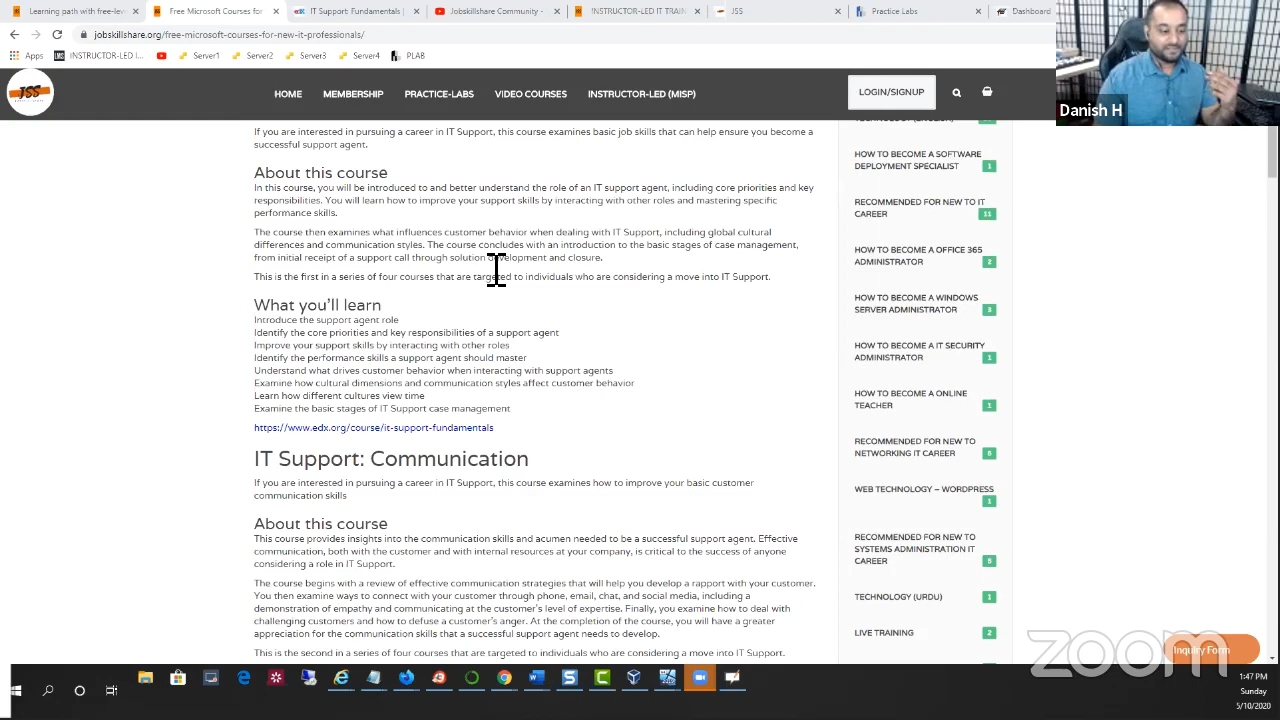 Learning path with free-leve
Free Microsoft Courses for
IT Support: Fundamentals |
Jobskillshare Community -
!INSTRUCTOR-LED IT TRAIN
JSS
Practice Labs
Dashboard
jobskillshare.org/free-microsoft-courses-for-new-it-professionals/
Apps
INSTRUCTOR-LED I...
Server1
Server2
Server3
Server4
PLAB
Danish H
JSS
HOME
MEMBERSHIP
PRACTICE-LABS
VIDEO COURSES
INSTRUCTOR-LED (MISP)
LOGIN/SIGNUP
If you are interested in pursuing a career in IT Support, this course examines basic job skills that can help ensure you become a
successful support agent.
About this course
In this course, you will be introduced to and better understand the role of an IT support agent, including core priorities and key
responsibilities. You will learn how to improve your support skills by interacting with other roles and mastering specific
performance skills.
The course then examines what influences customer behavior when dealing with IT Support, including global cultural
differences and communication styles. The course concludes with an introduction to the basic stages of case management,
from initial receipt of a support call through solution development and closure.
This is the first in a series of four courses that are targeted to individuals who are considering a move into IT Support.
What you'll learn
Introduce the support agent role
Identify the core priorities and key responsibilities of a support agent
Improve your support skills by interacting with other roles
Identify the performance skills a support agent should master
Understand what drives customer behavior when interacting with support agents
Examine how cultural dimensions and communication styles affect customer behavior
Learn how different cultures view time
Examine the basic stages of IT Support case management
https://www.edx.org/course/it-support-fundamentals
IT Support: Communication
If you are interested in pursuing a career in IT Support, this course examines how to improve your basic customer
communication skills
About this course
This course provides insights into the communication skills and acumen needed to be a successful support agent. Effective
communication, both with the customer and with internal resources at your company, is critical to the success of anyone
considering a role in IT Support.
The course begins with a review of effective communication strategies that will help you develop a rapport with your customer.
You then examine ways to connect with your customer through phone, email, chat, and social media, including a
demonstration of empathy and communicating at the customer's level of expertise. Finally, you examine how to deal with
challenging customers and how to defuse a customer's anger. At the completion of the course, you will have a greater
appreciation for the communication skills that a successful support agent needs to develop.
This is the second in a series of four courses that are targeted to individuals who are considering a move into IT Support.
HOW TO BECOME A SOFTWARE
DEPLOYMENT SPECIALIST
1
RECOMMENDED FOR NEW TO IT
CAREER
11
HOW TO BECOME A OFFICE 365
ADMINISTRATOR
2
HOW TO BECOME A WINDOWS
SERVER ADMINISTRATOR
3
HOW TO BECOME A IT SECURITY
ADMINISTRATOR
1
HOW TO BECOME A ONLINE
TEACHER
1
RECOMMENDED FOR NEW TO
NETWORKING IT CAREER
6
WEB TECHNOLOGY – WORDPRESS
1
RECOMMENDED FOR NEW TO
SYSTEMS ADMINISTRATION IT
CAREER
5
TECHNOLOGY (URDU)
1
LIVE TRAINING
2
zoom
Inquiry Form
1:47 PM
Sunday
5/10/2020